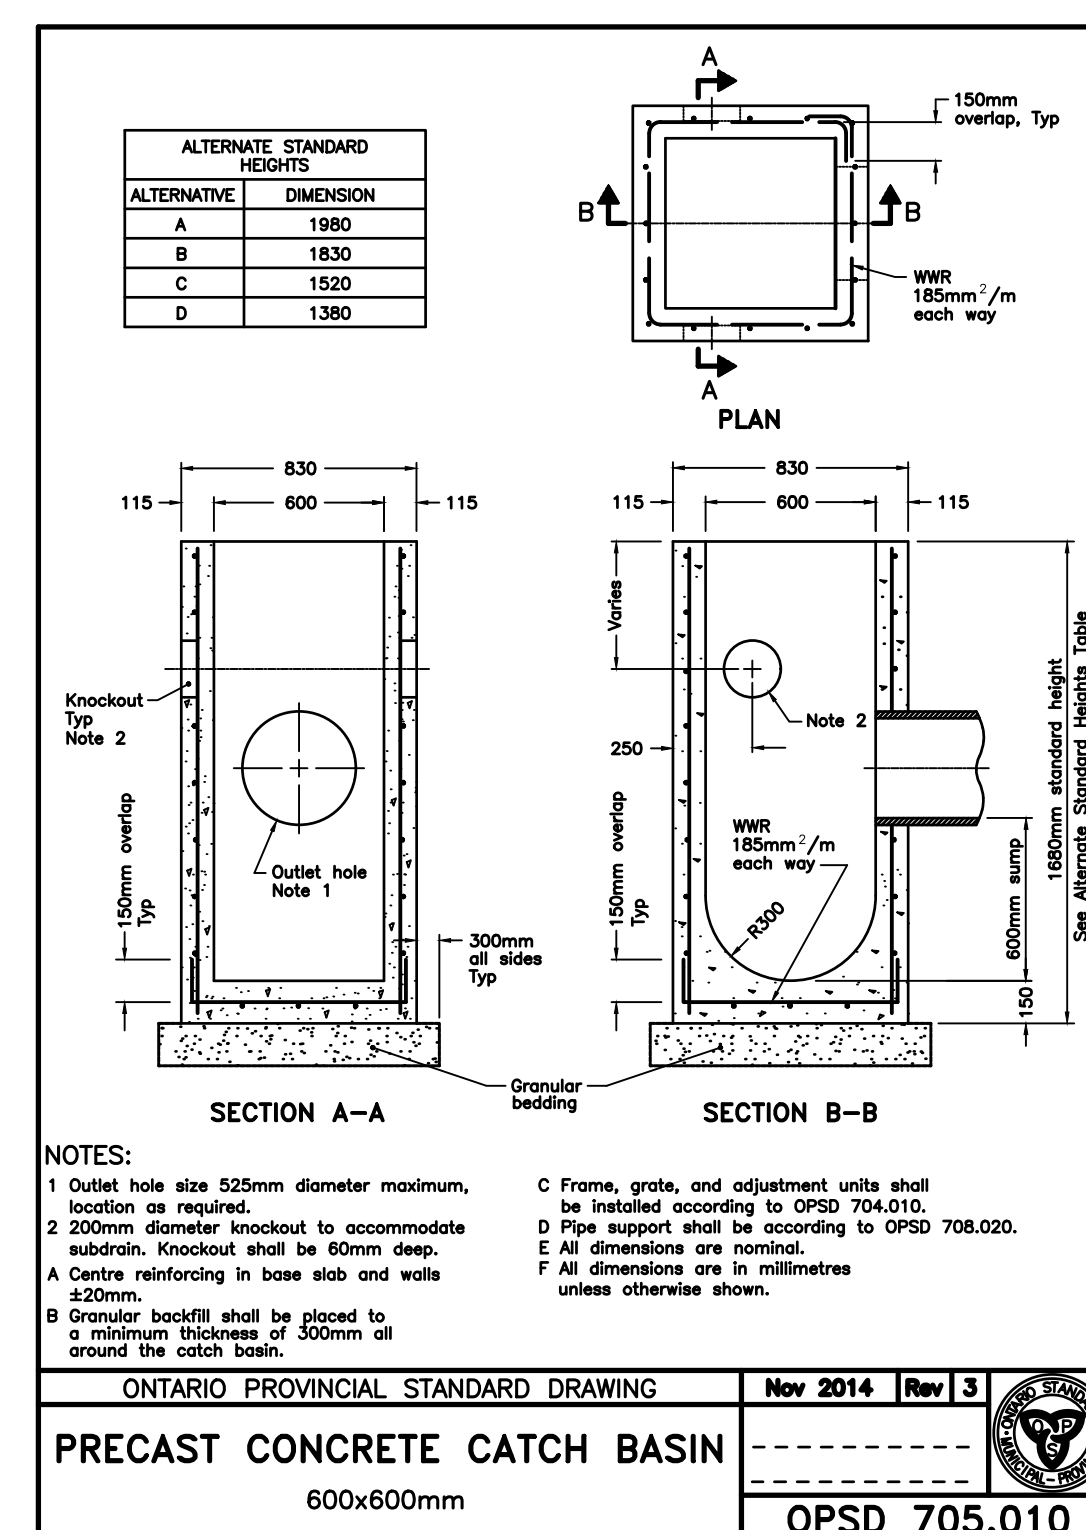 ALTERNATE STANDARD
HEIGHTS
ALTERNATIVE DIMENSION
A 1980
B 1830
C 1520
D 1380
A
150mm
overlap, Typ
B
B
WWR
185mm²/m
each way
A
PLAN
830
115 600 115
Knockout
Typ
Note 2
150mm overlap
Typ
Outlet hole
Note 1
300mm
all sides
Typ
SECTION A-A
830
115 600 115
Varies
Note 2
250
150mm overlap
Typ
WWR
185mm²/m
each way
R300
600mm sump
150
1680mm standard height
See Alternate Standard Heights Table
Granular
bedding
SECTION B-B
NOTES:
1 Outlet hole size 525mm diameter maximum,
location as required.
2 200mm diameter knockout to accommodate
subdrain. Knockout shall be 60mm deep.
A Centre reinforcing in base slab and walls
±20mm.
B Granular backfill shall be placed to
a minimum thickness of 300mm all
around the catch basin.
C Frame, grate, and adjustment units shall
be installed according to OPSD 704.010.
D Pipe support shall be according to OPSD 708.020.
E All dimensions are nominal.
F All dimensions are in millimetres
unless otherwise shown.
ONTARIO PROVINCIAL STANDARD DRAWING
Nov 2014 Rev 3
PRECAST CONCRETE CATCH BASIN
600x600mm
OPSD 705.010
O P S